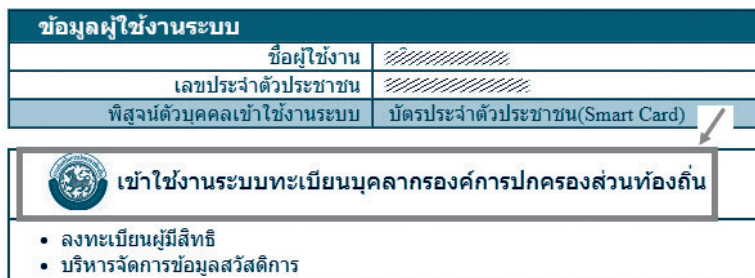 ข้อมูลผู้ใช้งานระบบ
ชื่อผู้ใช้งาน
เลขประจำตัวประชาชน
พิสูจน์ตัวบุคคลเข้าใช้งานระบบ บัตรประจำตัวประชาชน(Smart Card)
เข้าใช้งานระบบทะเบียนบุคลากรองค์การปกครองส่วนท้องถิ่น
• ลงทะเบียนผู้มีสิทธิ
• บริหารจัดการข้อมูลสวัสดิการ